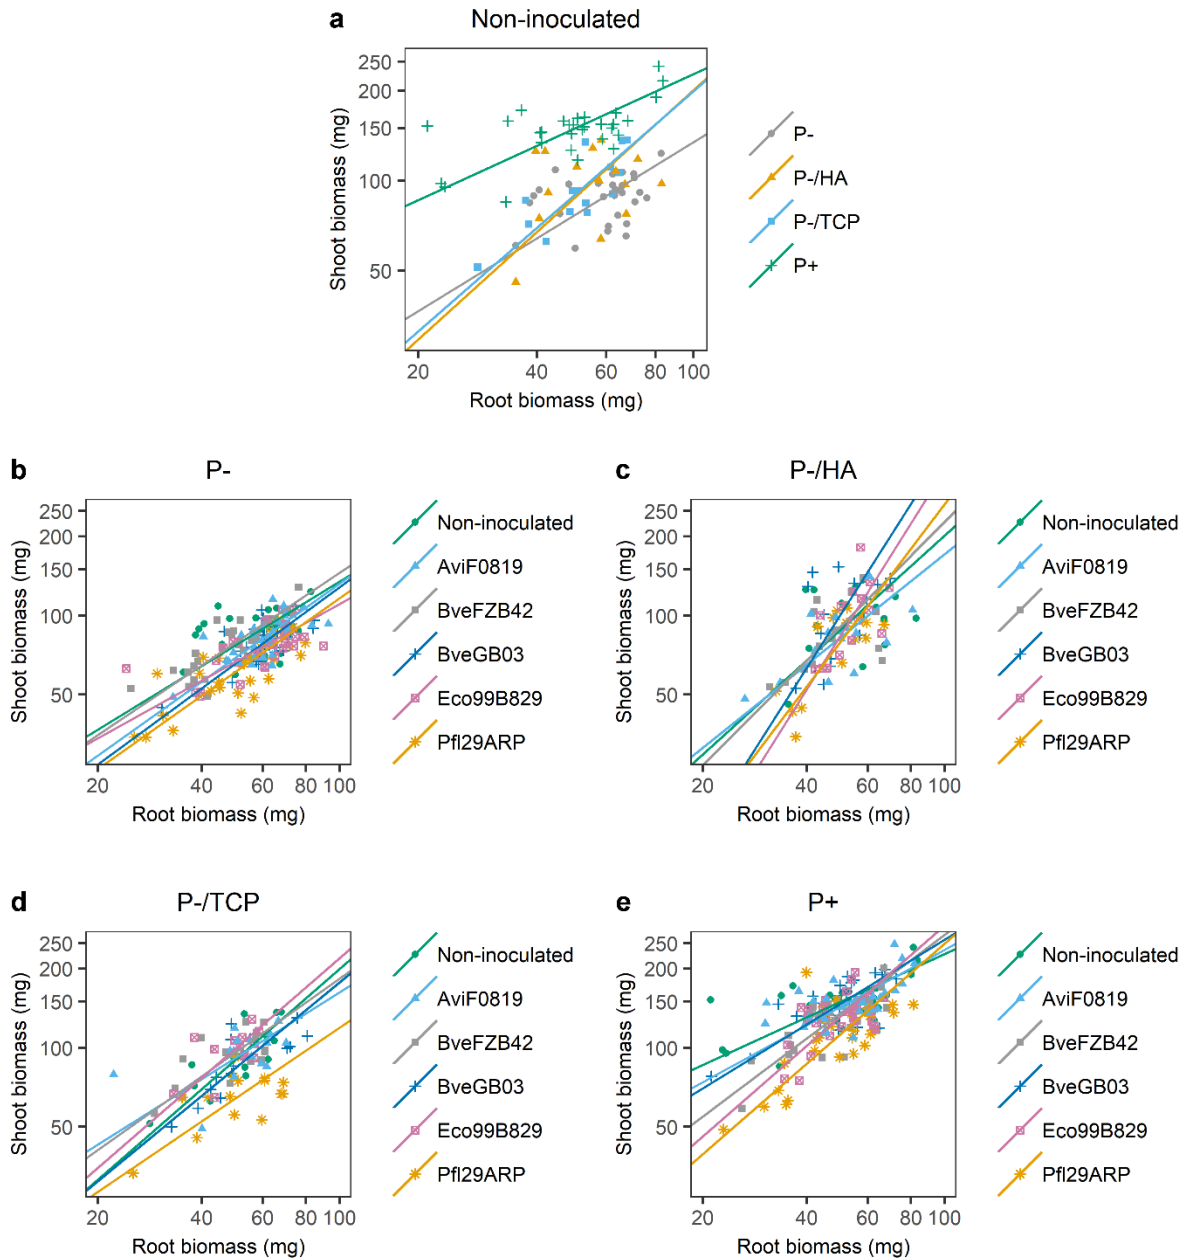 a Non-inoculated
250
200
150
100
50
Shoot biomass (mg)
20 40 60 80 100
Root biomass (mg)
P-
P-/HA
P-/TCP
P+
b P-
250
200
150
100
50
Shoot biomass (mg)
20 40 60 80 100
Root biomass (mg)
Non-inoculated
AviF0819
BveFZB42
BveGB03
Eco99B829
Pfl29ARP
c P-/HA
250
200
150
100
50
Shoot biomass (mg)
20 40 60 80 100
Root biomass (mg)
Non-inoculated
AviF0819
BveFZB42
BveGB03
Eco99B829
Pfl29ARP
d P-/TCP
250
200
150
100
50
Shoot biomass (mg)
20 40 60 80 100
Root biomass (mg)
Non-inoculated
AviF0819
BveFZB42
BveGB03
Eco99B829
Pfl29ARP
e P+
250
200
150
100
50
Shoot biomass (mg)
20 40 60 80 100
Root biomass (mg)
Non-inoculated
AviF0819
BveFZB42
BveGB03
Eco99B829
Pfl29ARP